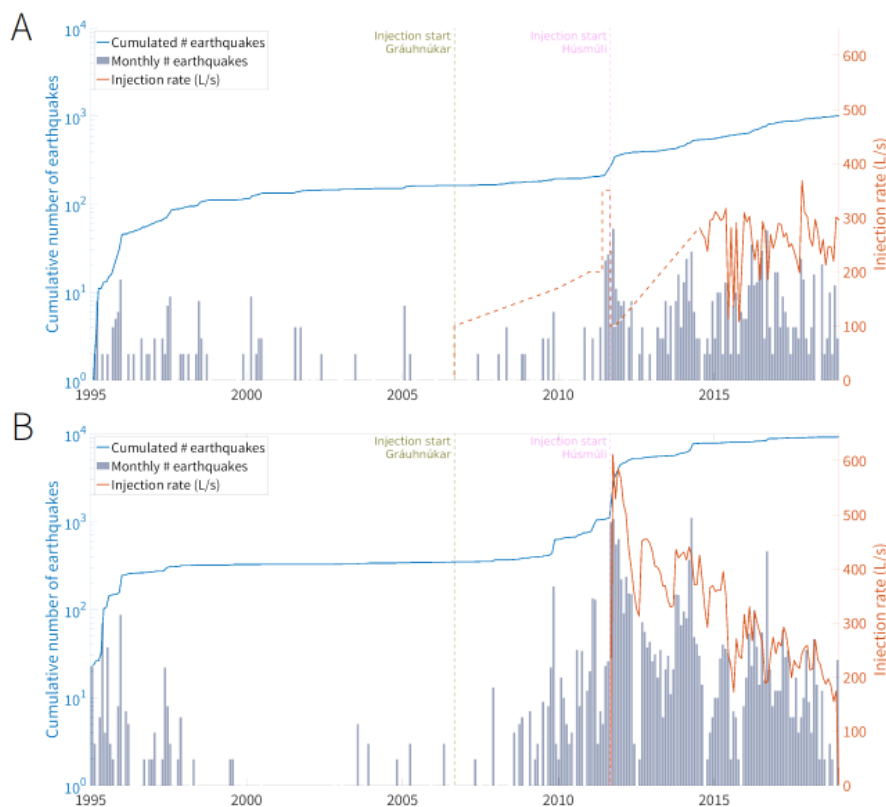 A
10⁴
10³
10²
10¹
10⁰
Cumulative number of earthquakes
Cumulated # earthquakes
Monthly # earthquakes
Injection rate (L/s)
Injection start
Gráuhnúkar
Injection start
Húsmúli
600
500
400
300
200
100
0
Injection rate (L/s)
1995
2000
2005
2010
2015
B
10⁴
10³
10²
10¹
10⁰
Cumulative number of earthquakes
Cumulated # earthquakes
Monthly # earthquakes
Injection rate (L/s)
Injection start
Gráuhnúkar
Injection start
Húsmúli
600
500
400
300
200
100
0
Injection rate (L/s)
1995
2000
2005
2010
2015